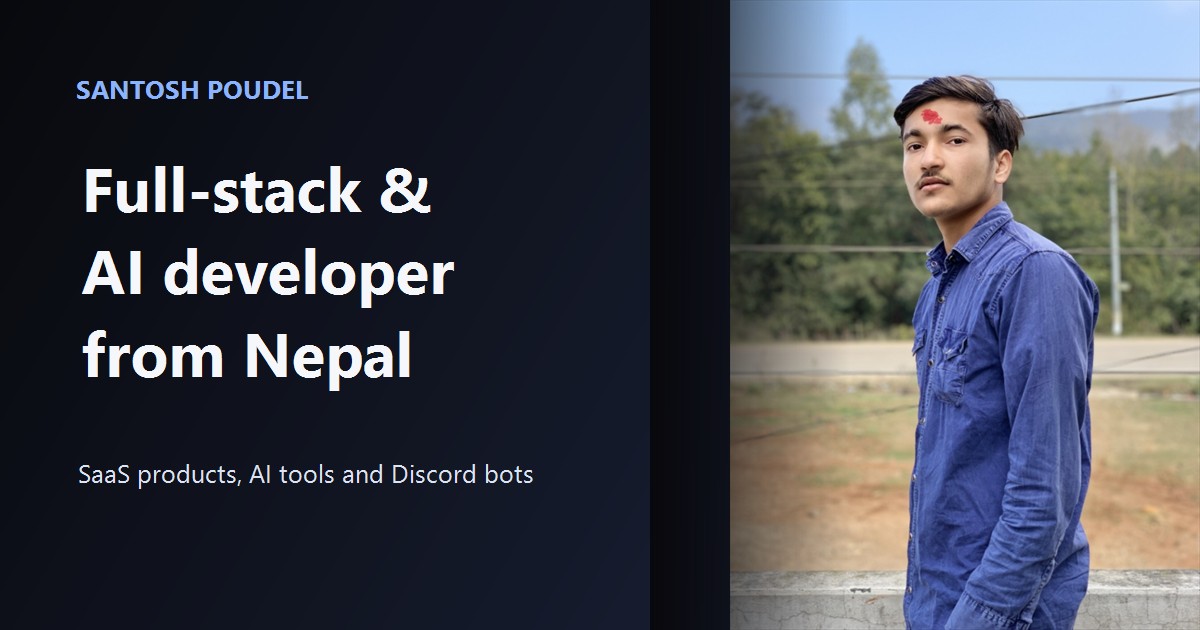 SANTOSH POUDEL
Full-stack &
AI developer
from Nepal
SaaS products, AI tools and Discord bots